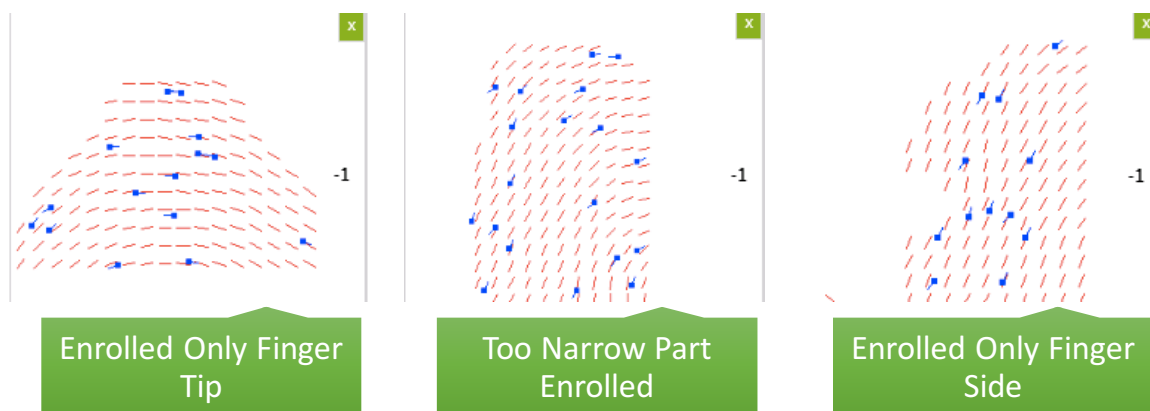 x
x
x
-1
-1
-1
Enrolled Only Finger
Tip
Too Narrow Part
Enrolled
Enrolled Only Finger
Side